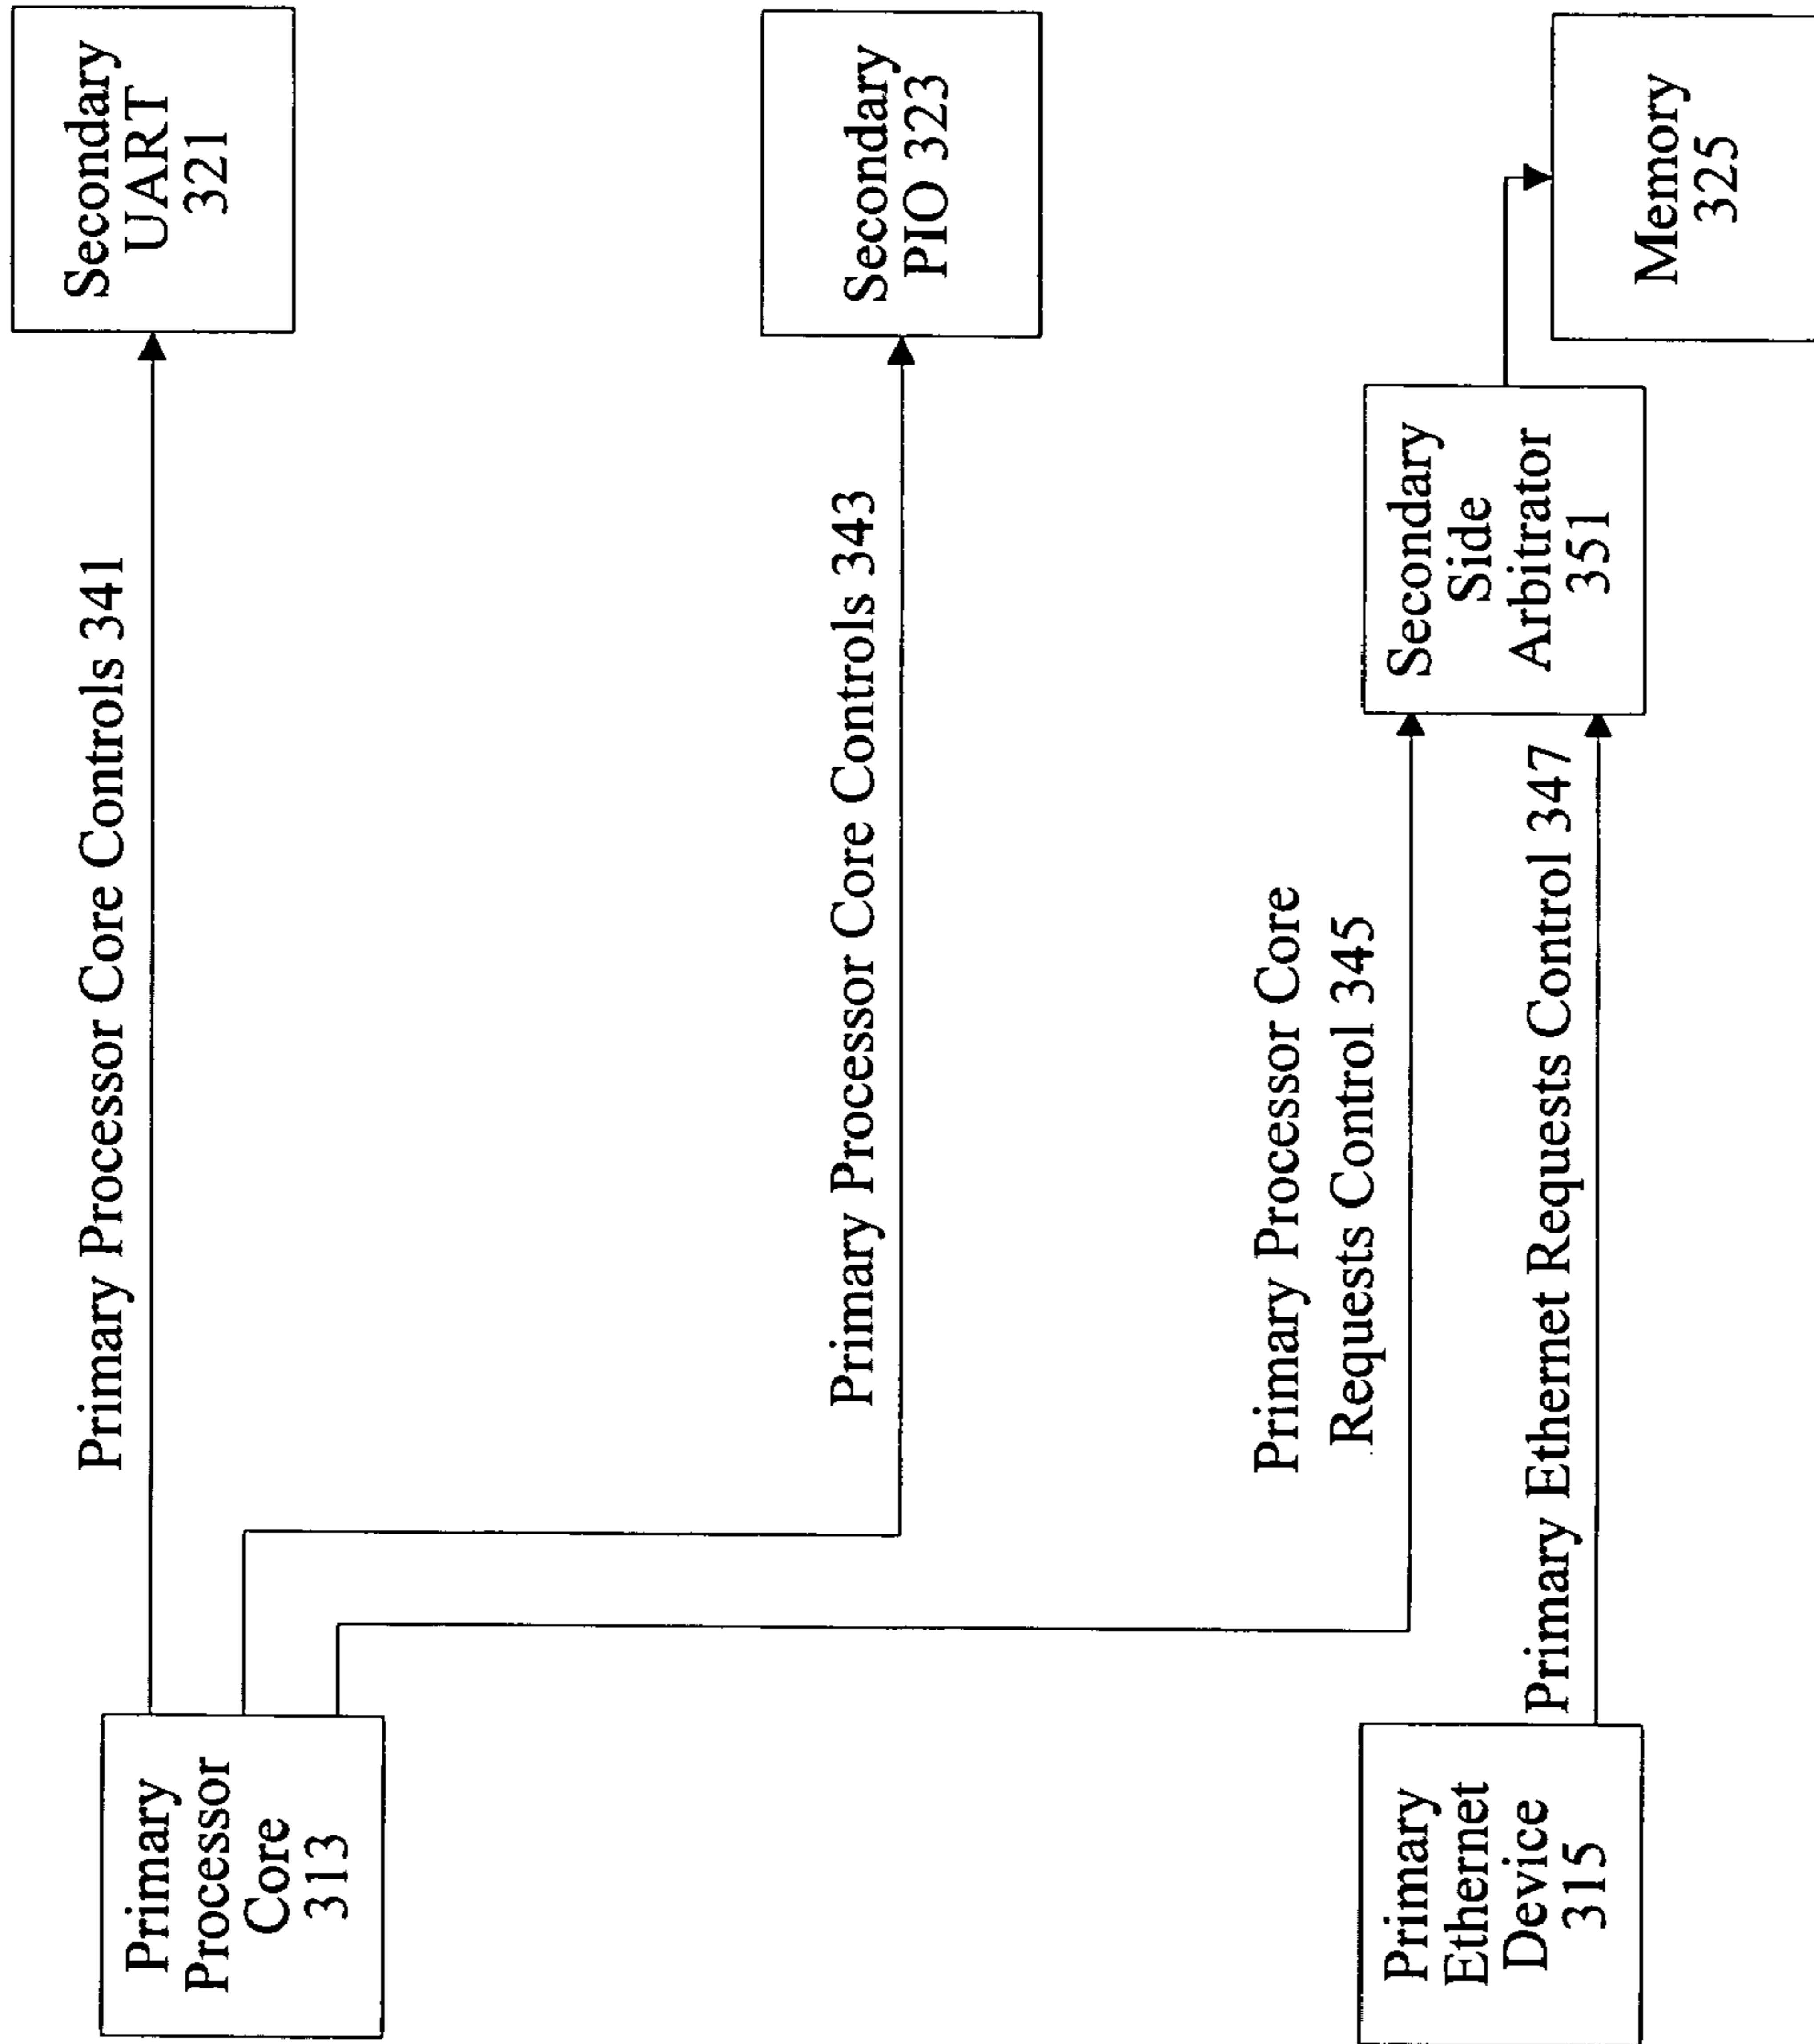 Primary
Processor
Core
313
Primary Processor Core Controls 341
Secondary
UART
321
Primary Processor Core Controls 343
Secondary
PIO 323
Primary Processor Core
Requests Control 345
Primary
Ethernet
Device
315
Primary Ethernet Requests Control 347
Secondary
Side
Arbitrator
351
Memory
325